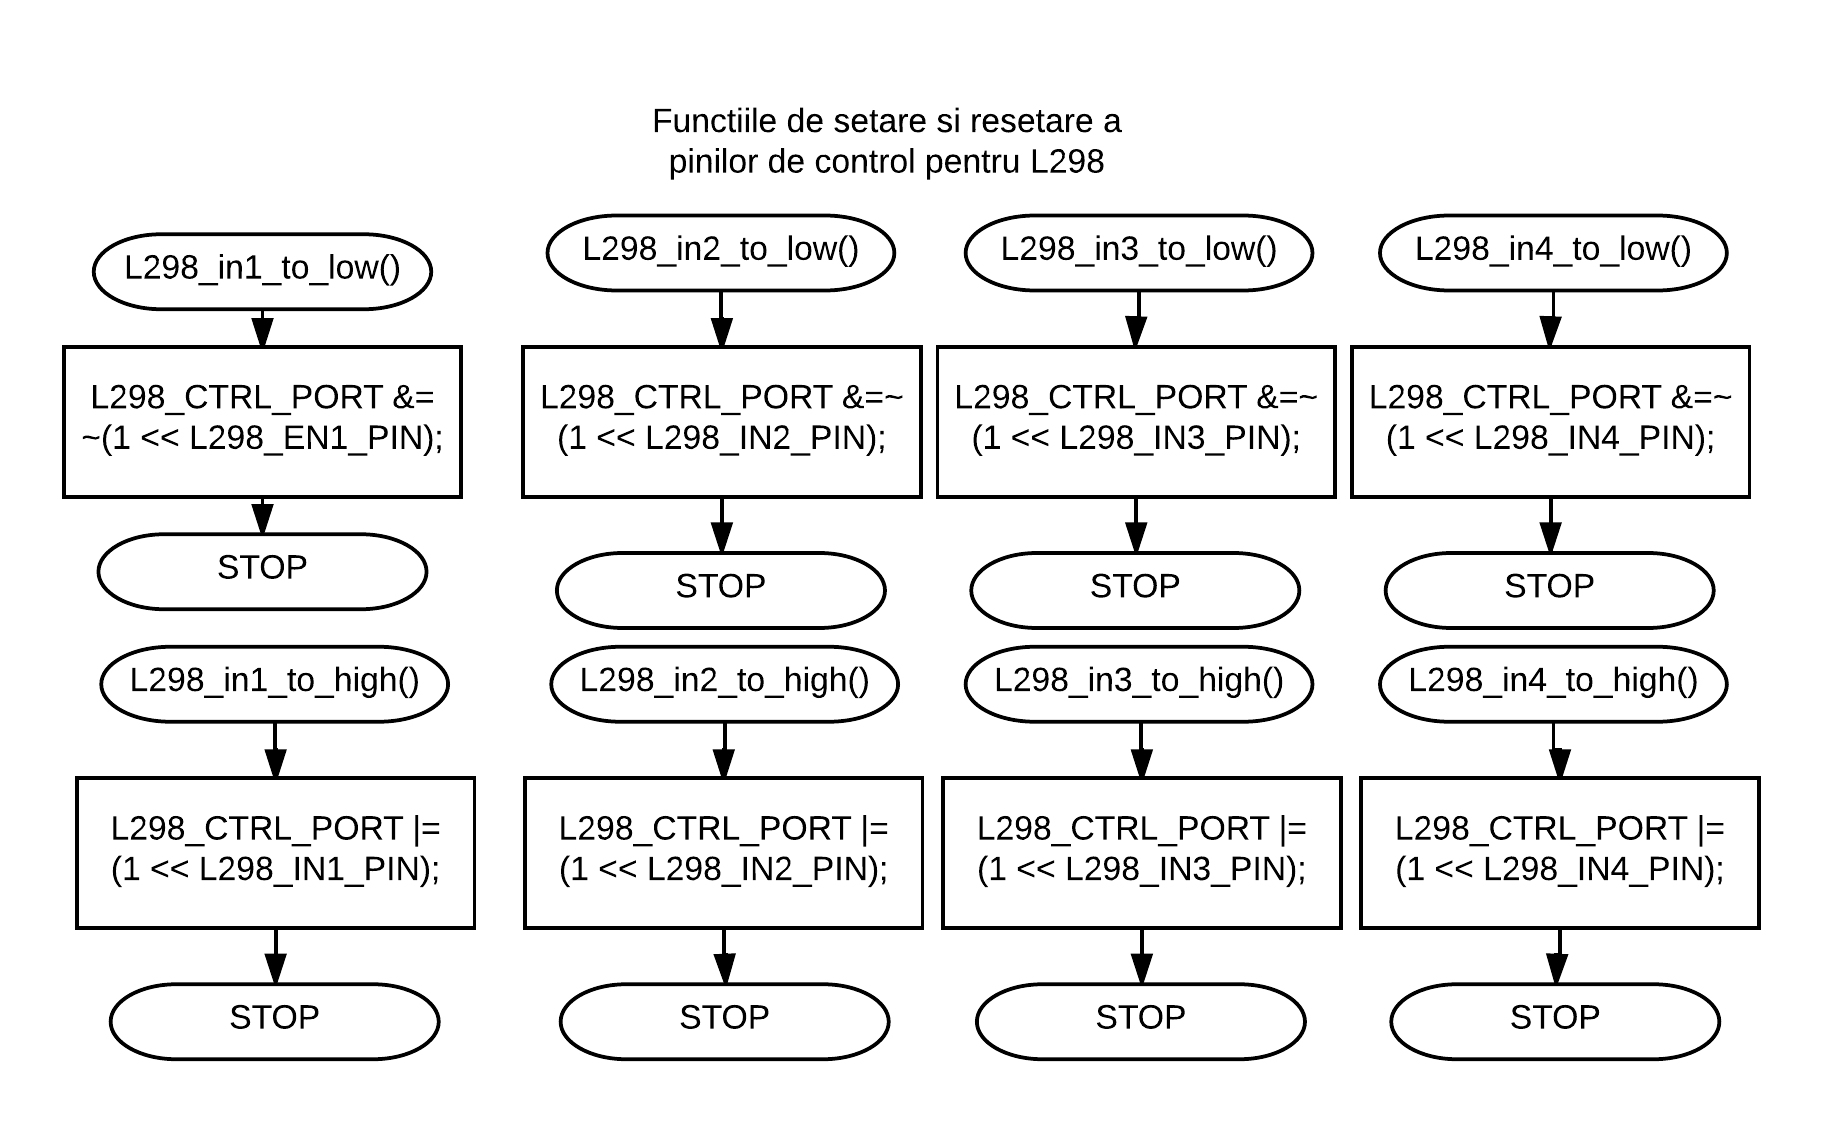 Functiile de setare si resetare a
pinilor de control pentru L298
L298_in1_to_low()
L298_CTRL_PORT &=
~(1 << L298_EN1_PIN);
STOP
L298_in2_to_low()
L298_CTRL_PORT &=~
(1 << L298_IN2_PIN);
STOP
L298_in3_to_low()
L298_CTRL_PORT &=~
(1 << L298_IN3_PIN);
STOP
L298_in4_to_low()
L298_CTRL_PORT &=~
(1 << L298_IN4_PIN);
STOP
L298_in1_to_high()
L298_CTRL_PORT |=
(1 << L298_IN1_PIN);
STOP
L298_in2_to_high()
L298_CTRL_PORT |=
(1 << L298_IN2_PIN);
STOP
L298_in3_to_high()
L298_CTRL_PORT |=
(1 << L298_IN3_PIN);
STOP
L298_in4_to_high()
L298_CTRL_PORT |=
(1 << L298_IN4_PIN);
STOP